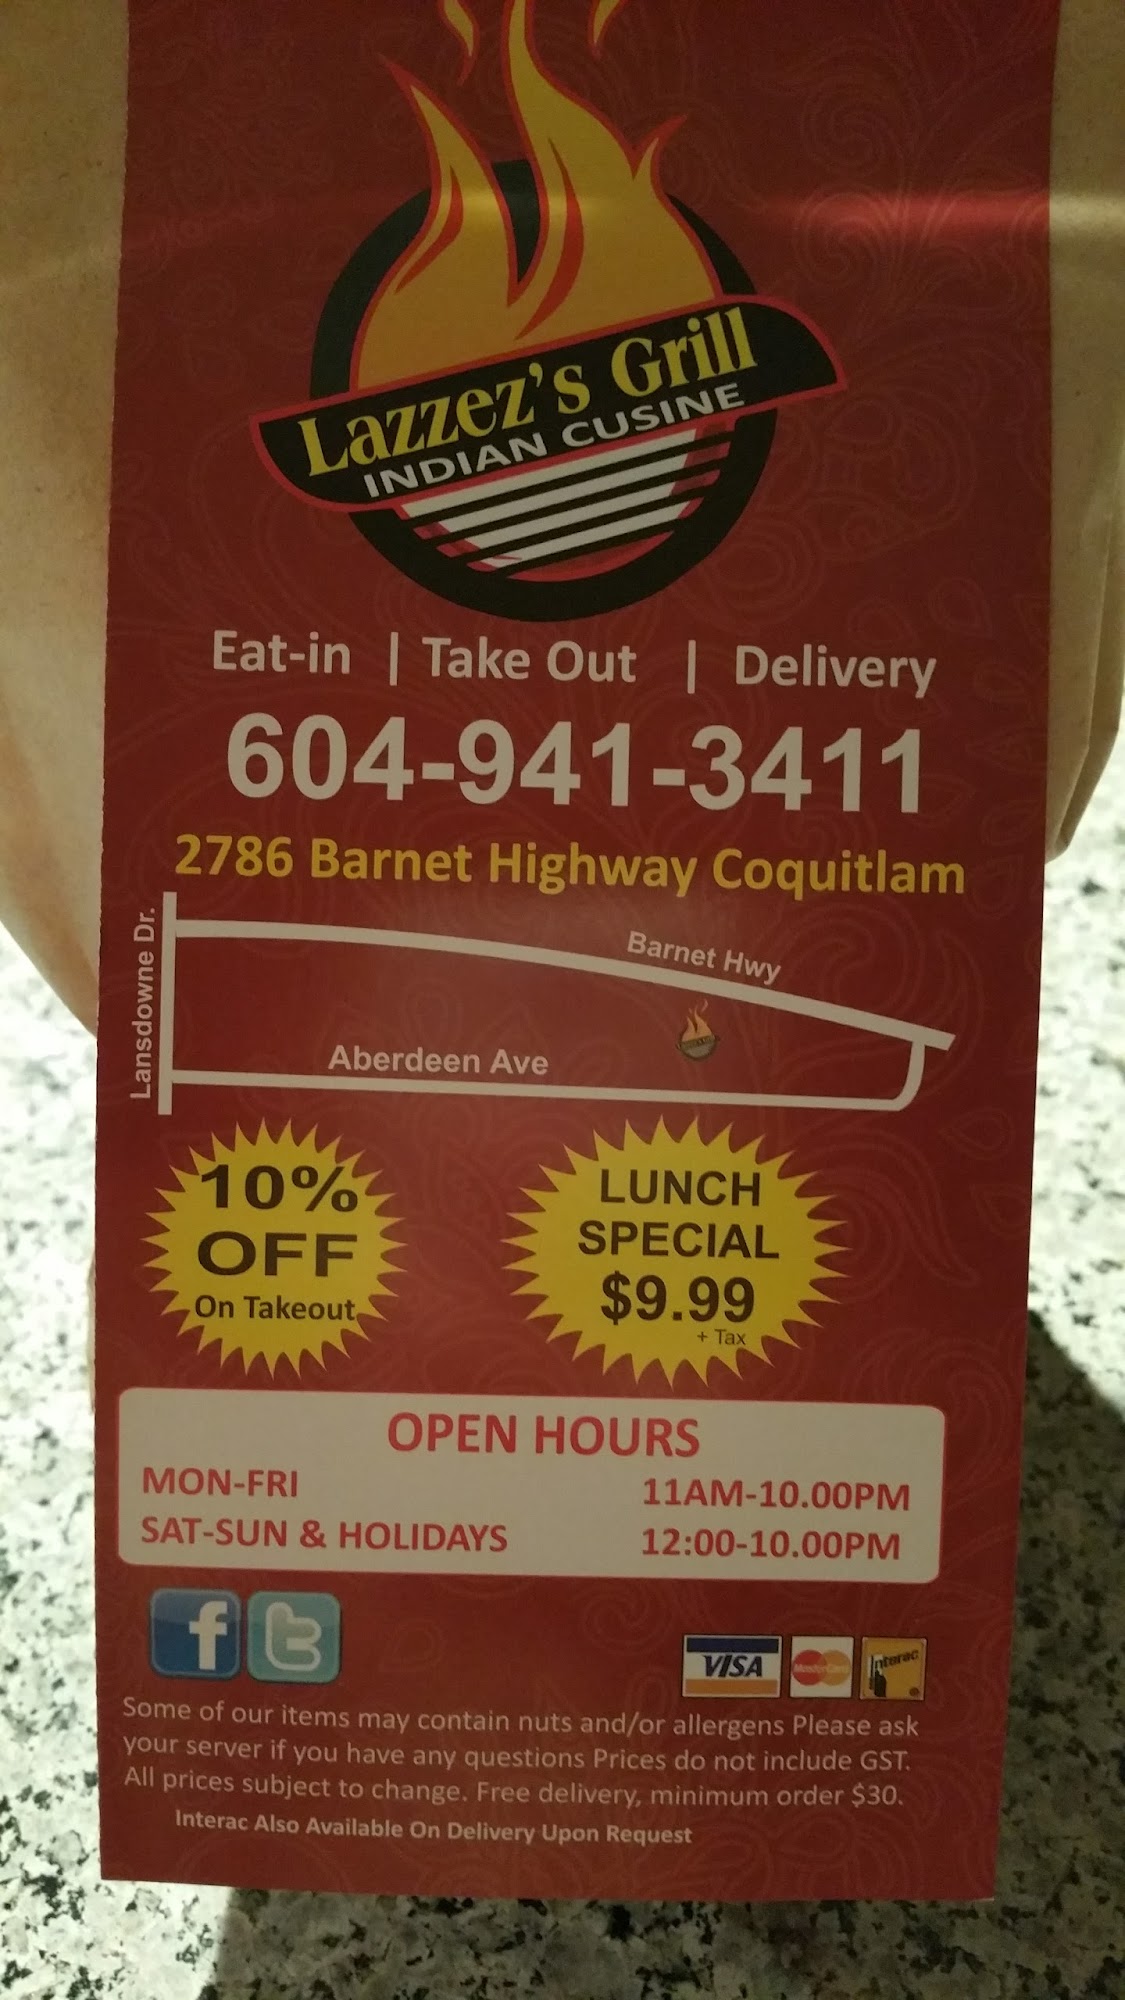 Lazzez's Grill
INDIAN CUSINE
Eat-in | Take Out | Delivery
604-941-3411
2786 Barnet Highway Coquitlam
Lansdowne Dr.
Barnet Hwy
Aberdeen Ave
10%
OFF
On Takeout
LUNCH
SPECIAL
$9.99
+ Tax
OPEN HOURS
MON-FRI 11AM-10.00PM
SAT-SUN & HOLIDAYS 12:00-10.00PM
f t
VISA MasterCard Interac
Some of our items may contain nuts and/or allergens Please ask
your server if you have any questions Prices do not include GST.
All prices subject to change. Free delivery, minimum order $30.
Interac Also Available On Delivery Upon Request